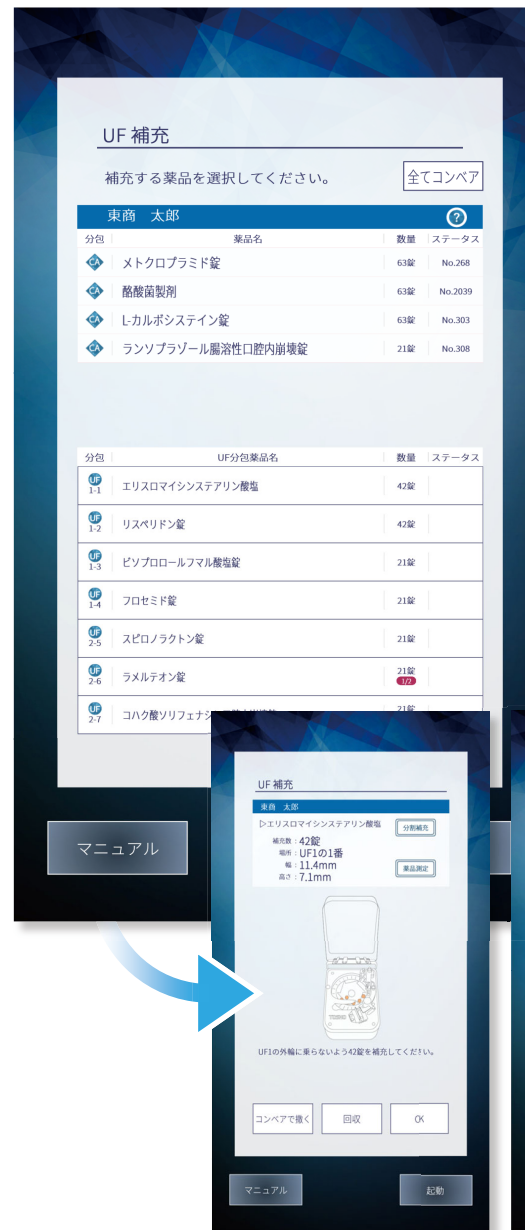 UF 補充
補充する薬品を選択してください。 全てコンベア
東商 太郎 ?
分包 薬品名 数量 ステータス
CA メトクロプラミド錠 63錠 No.268
CA 酪酸菌製剤 63錠 No.2039
CA L-カルボシステイン錠 63錠 No.303
CA ランソプラゾール腸溶性口腔内崩壊錠 21錠 No.308
分包 UF分包薬品名 数量 ステータス
UF 1-1 エリスロマイシンステアリン酸塩 42錠
UF 1-2 リスペリドン錠 42錠
UF 1-3 ビソプロロールフマル酸塩錠 21錠
UF 1-4 フロセミド錠 21錠
UF 2-5 スピロノラクトン錠 21錠
UF 2-6 ラメルテオン錠 21錠 1/2
UF 2-7 コハク酸ソリフェナシ 21錠
マニュアル
UF 補充
東商 太郎
▷エリスロマイシンステアリン酸塩 分割補充
補充数 : 42錠
場所 : UF1の1番
幅 : 11.4mm 薬品測定
高さ : 7.1mm
TOSHO
UF1の外輪に乗らないよう42錠を補充してください。
コンベアで撒く 回収 OK
マニュアル 起動